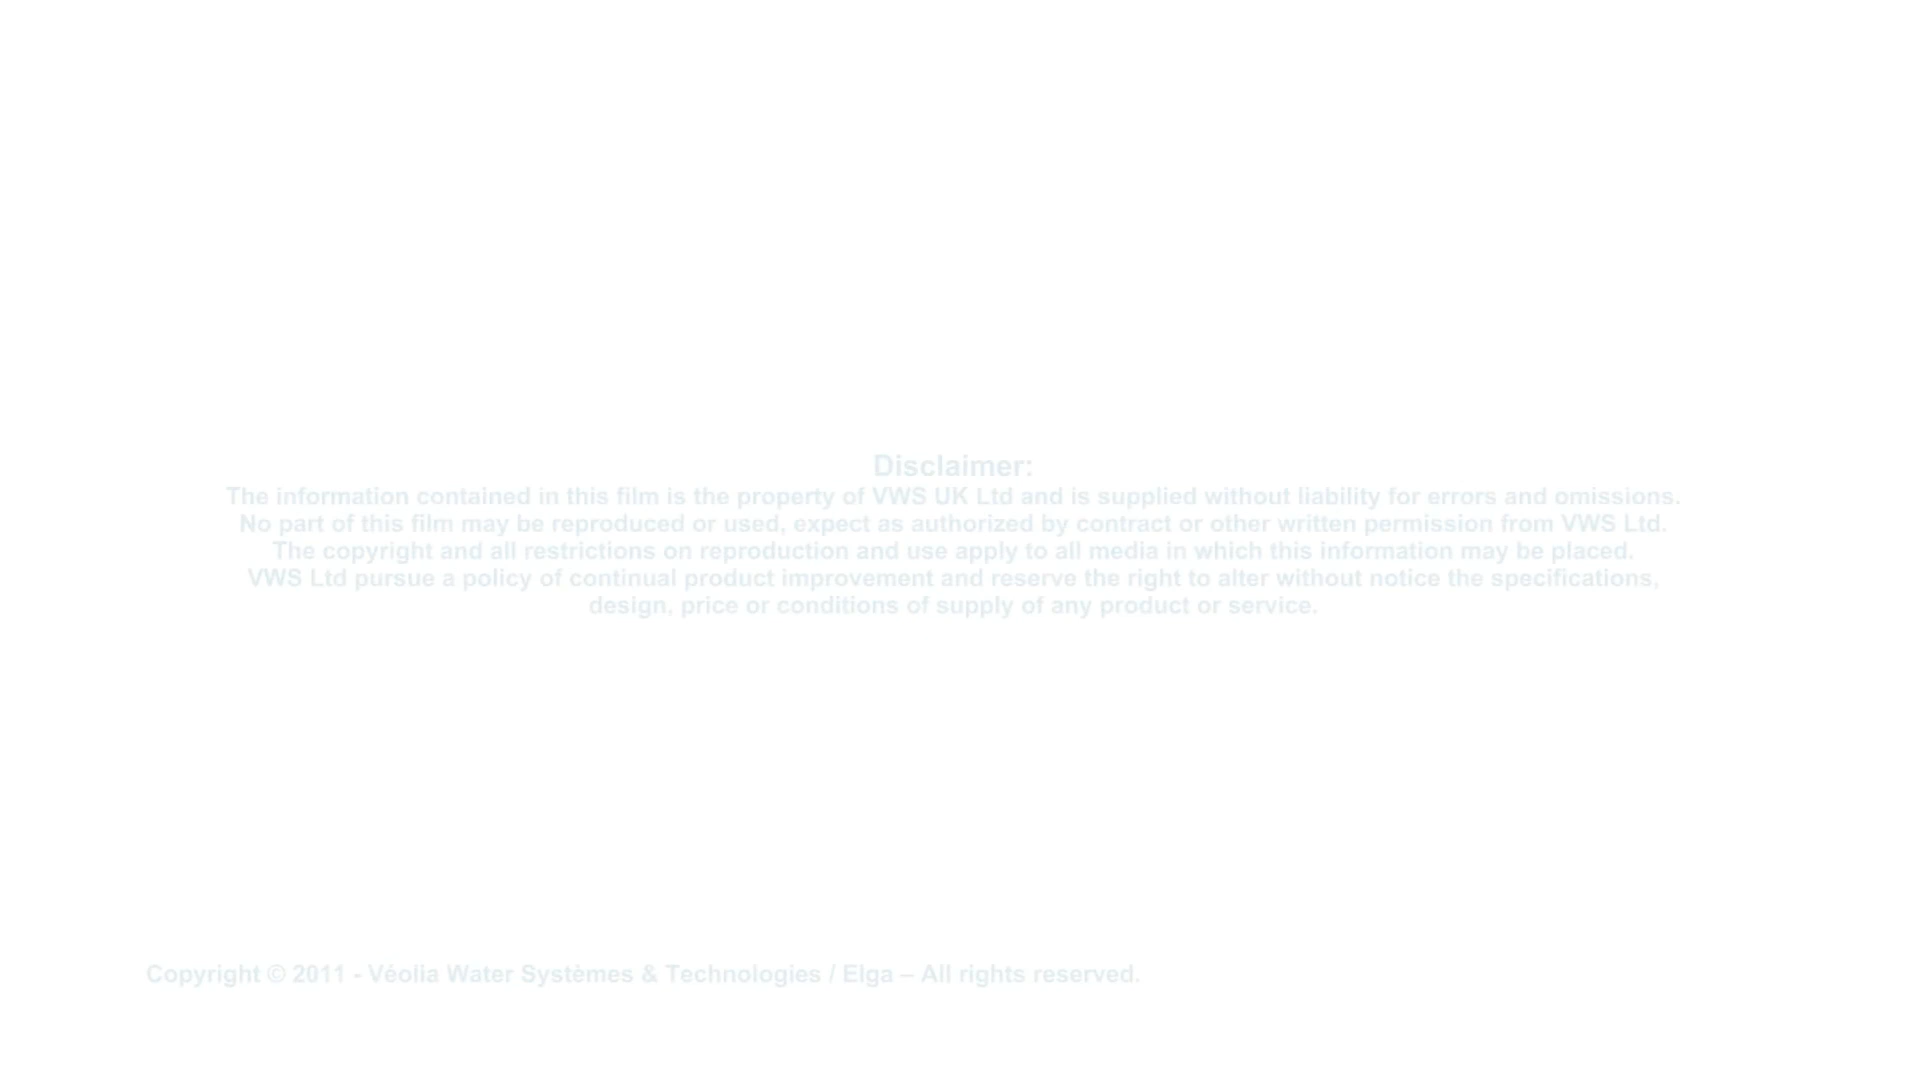 Disclaimer:
The information contained in this film is the property of VWS UK Ltd and is supplied without liability for errors and omissions.
No part of this film may be reproduced or used, expect as authorized by contract or other written permission from VWS Ltd.
The copyright and all restrictions on reproduction and use apply to all media in which this information may be placed.
VWS Ltd pursue a policy of continual product improvement and reserve the right to alter without notice the specifications,
design, price or conditions of supply of any product or service.
Copyright © 2011 - Véolia Water Systèmes & Technologies / Elga – All rights reserved.